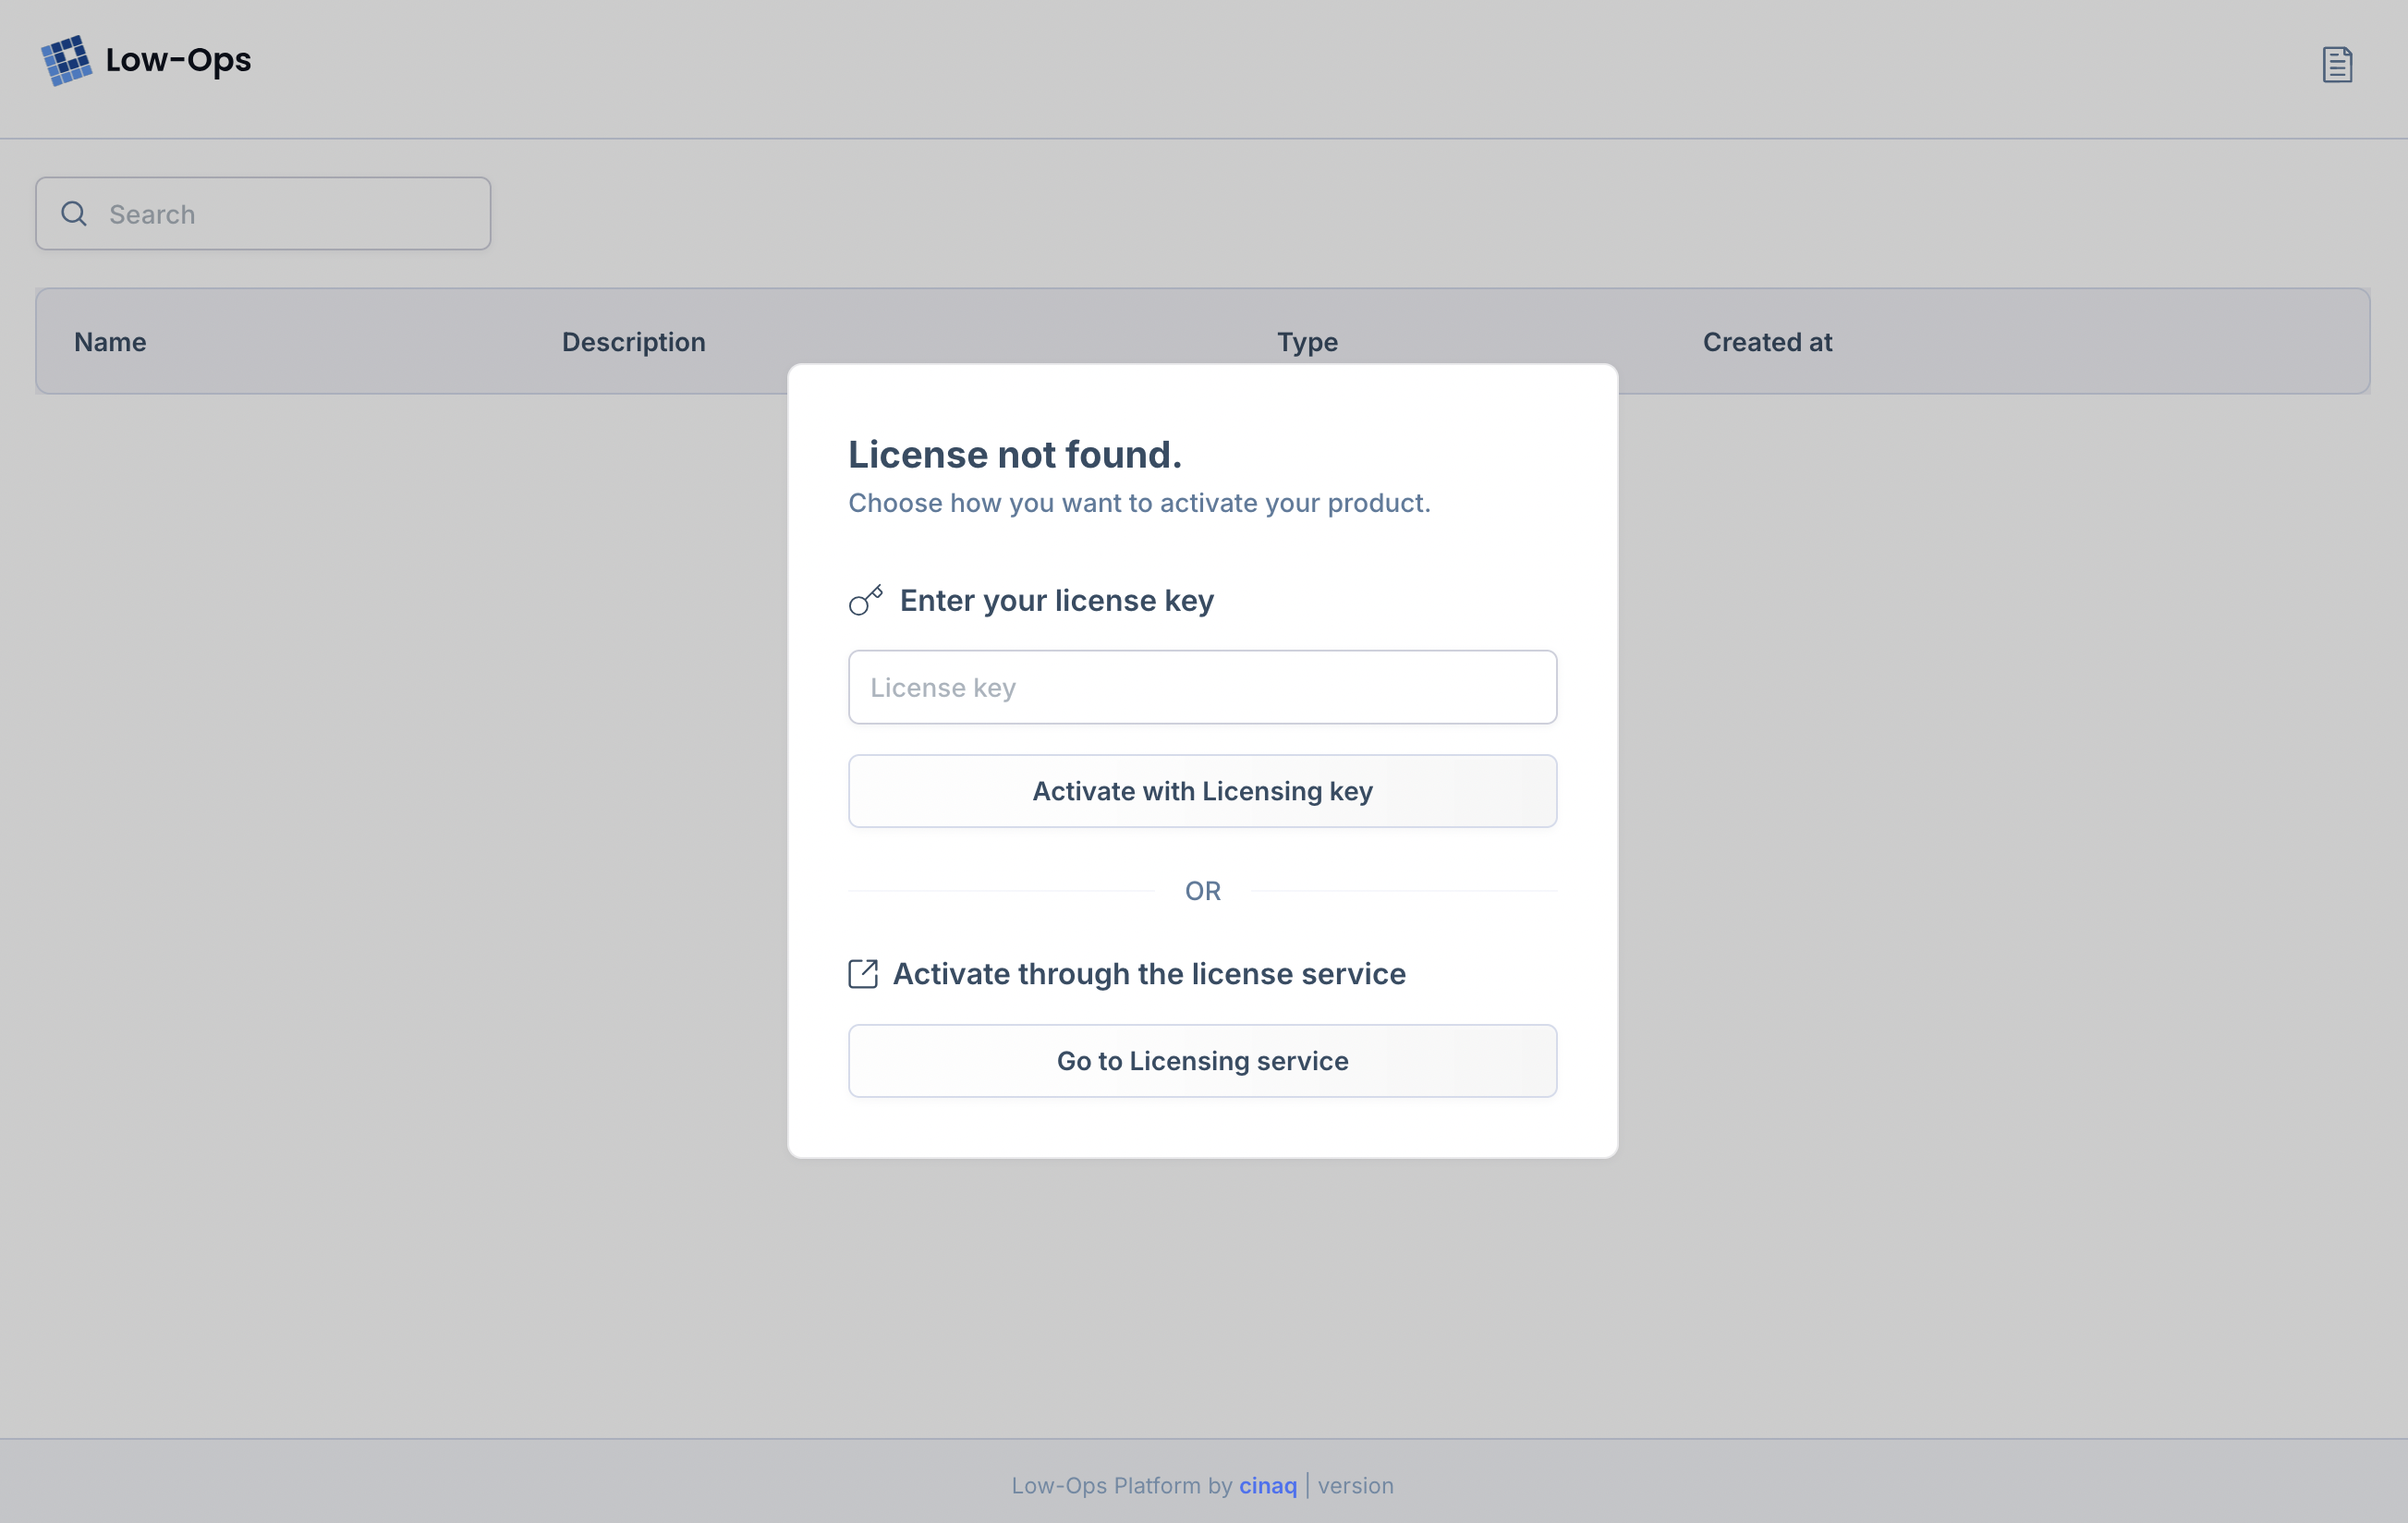 Low-Ops
Search
Name Description Type Created at
License not found.
Choose how you want to activate your product.
Enter your license key
License key
Activate with Licensing key
OR
Activate through the license service
Go to Licensing service
Low-Ops Platform by cinaq | version